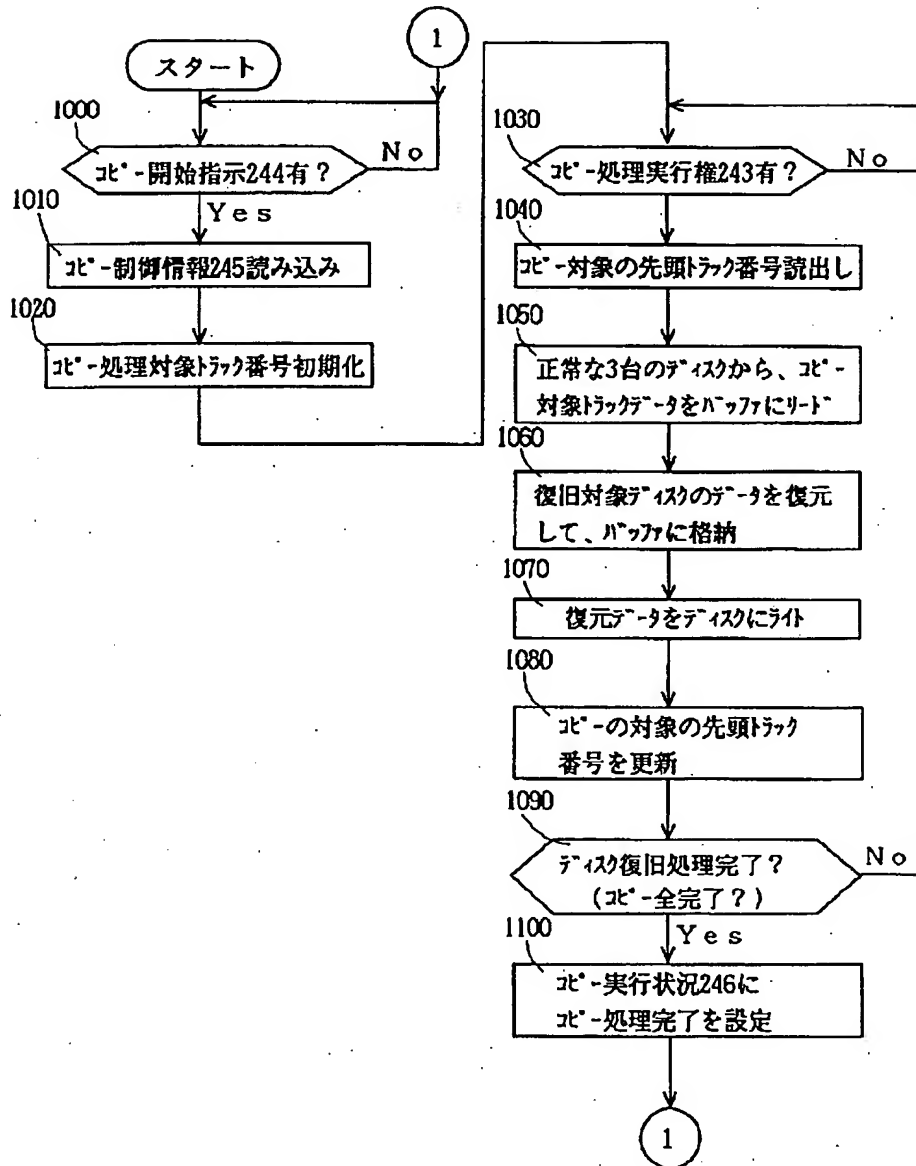 1
スタート
1000
ｺﾋﾟｰ開始指示244有？
No
Yes
1010
ｺﾋﾟｰ制御情報245読み込み
1020
ｺﾋﾟｰ処理対象ﾄﾗｯｸ番号初期化
1030
ｺﾋﾟｰ処理実行権243有？
No
1040
ｺﾋﾟｰ対象の先頭ﾄﾗｯｸ番号読出し
1050
正常な3台のﾃﾞｨｽｸから、ｺﾋﾟｰ
対象ﾄﾗｯｸﾃﾞｰﾀをﾊﾞｯﾌｧにﾘｰﾄﾞ
1060
復旧対象ﾃﾞｨｽｸのﾃﾞｰﾀを復元
して、ﾊﾞｯﾌｧに格納
1070
復元ﾃﾞｰﾀをﾃﾞｨｽｸにﾗｲﾄ
1080
ｺﾋﾟｰの対象の先頭ﾄﾗｯｸ
番号を更新
1090
ﾃﾞｨｽｸ復旧処理完了？
(ｺﾋﾟｰ全完了？)
No
Yes
1100
ｺﾋﾟｰ実行状況246に
ｺﾋﾟｰ処理完了を設定
1